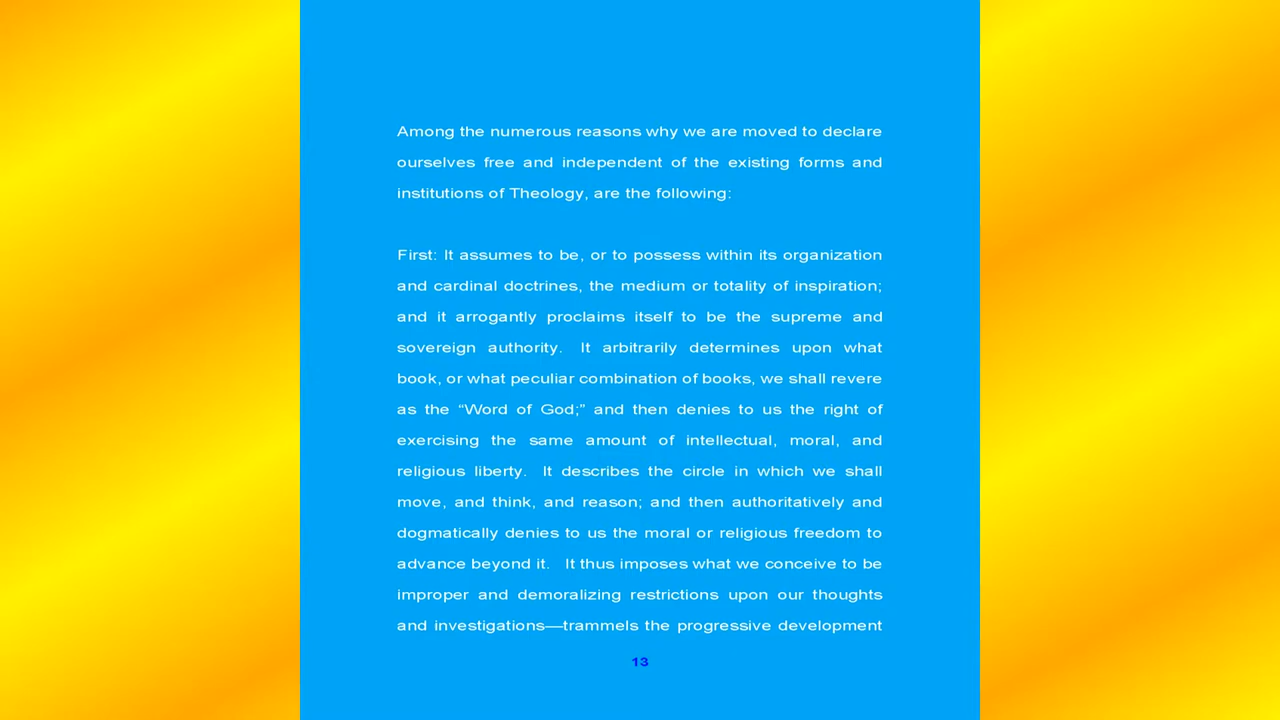 Among the numerous reasons why we are moved to declare
ourselves free and independent of the existing forms and
institutions of Theology, are the following:
First: It assumes to be, or to possess within its organization
and cardinal doctrines, the medium or totality of inspiration;
and it arrogantly proclaims itself to be the supreme and
sovereign authority. It arbitrarily determines upon what
book, or what peculiar combination of books, we shall revere
as the “Word of God;” and then denies to us the right of
exercising the same amount of intellectual, moral, and
religious liberty. It describes the circle in which we shall
move, and think, and reason; and then authoritatively and
dogmatically denies to us the moral or religious freedom to
advance beyond it. It thus imposes what we conceive to be
improper and demoralizing restrictions upon our thoughts
and investigations—trammels the progressive development
13